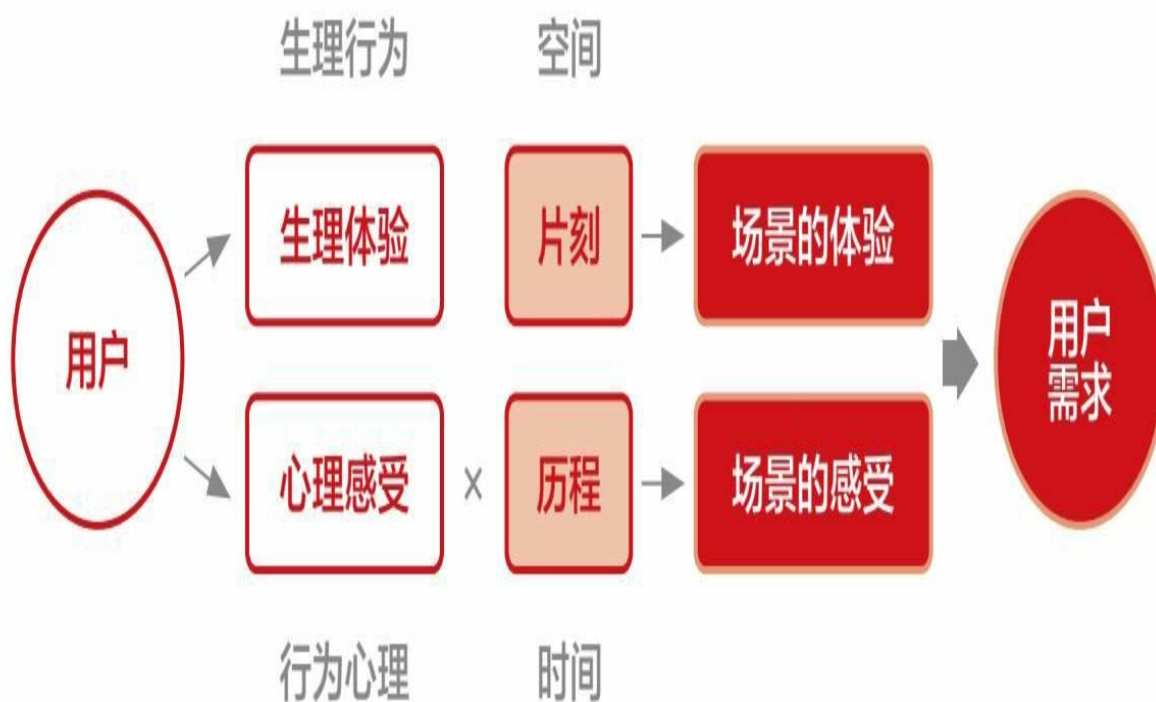 生理行为 空间
生理体验 片刻 场景的体验
用户
用户
需求
心理感受 × 历程 场景的感受
行为心理 时间